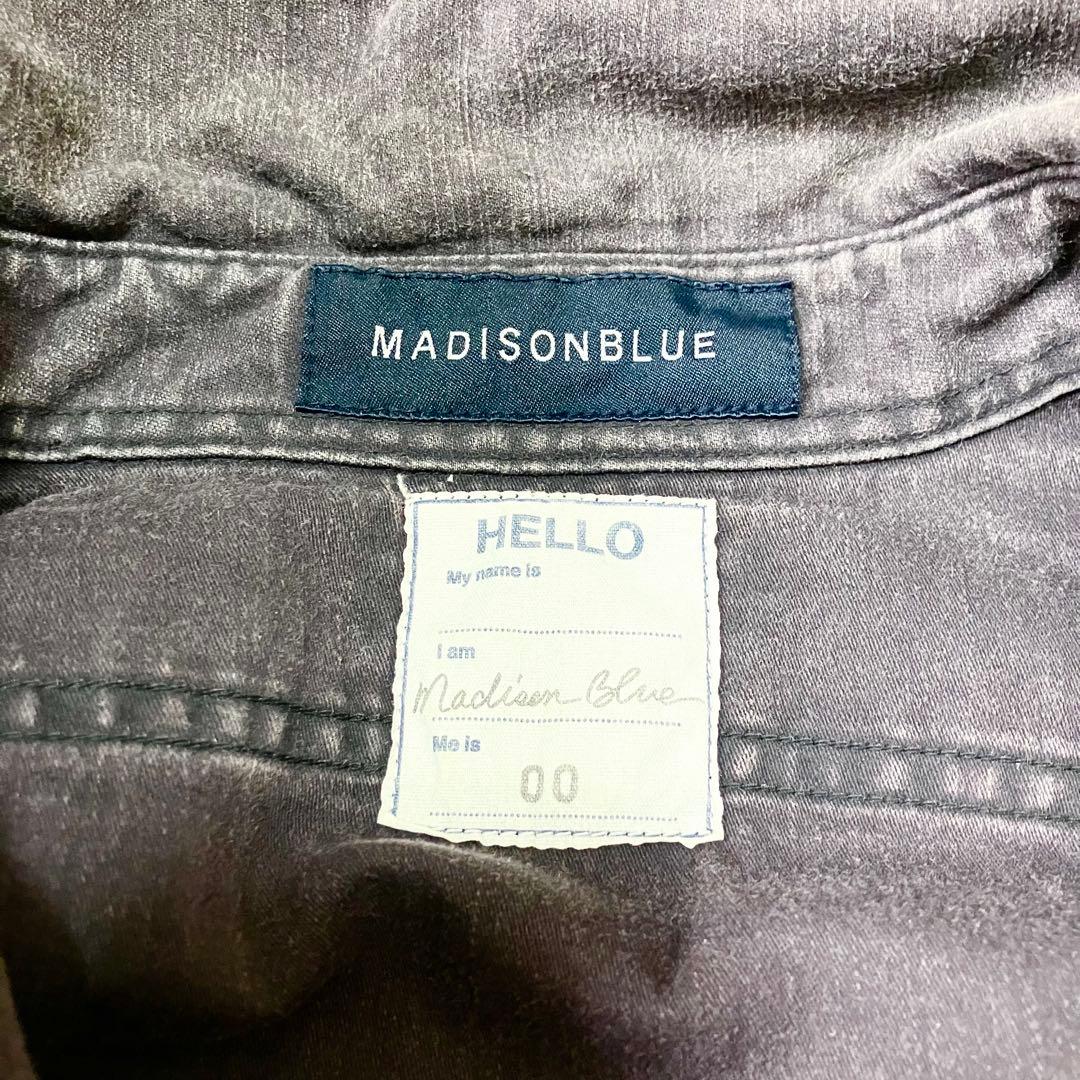 MADISONBLUE
HELLO
My name is
I am
Madison Blue
Me is
00